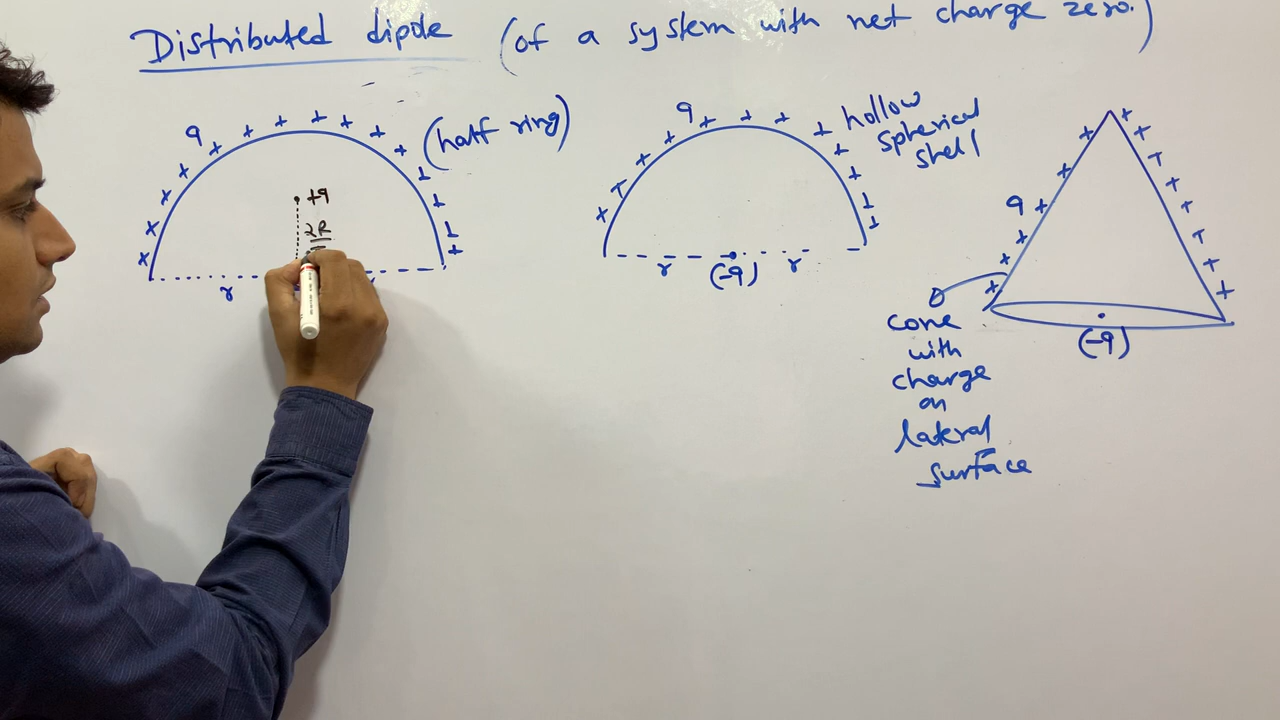 Distributed dipole (of a system with net charge zero.)
+ + + + + + + + + + + + + + + + +
q
(half ring)
+q
2R
r
q
+ + + + + + + + + + + + + +
hollow
spherical
shell
r (-q) r
q
+ + + + + + + + + + + + + + +
(-q)
cone
with
charge
on
lateral
surface